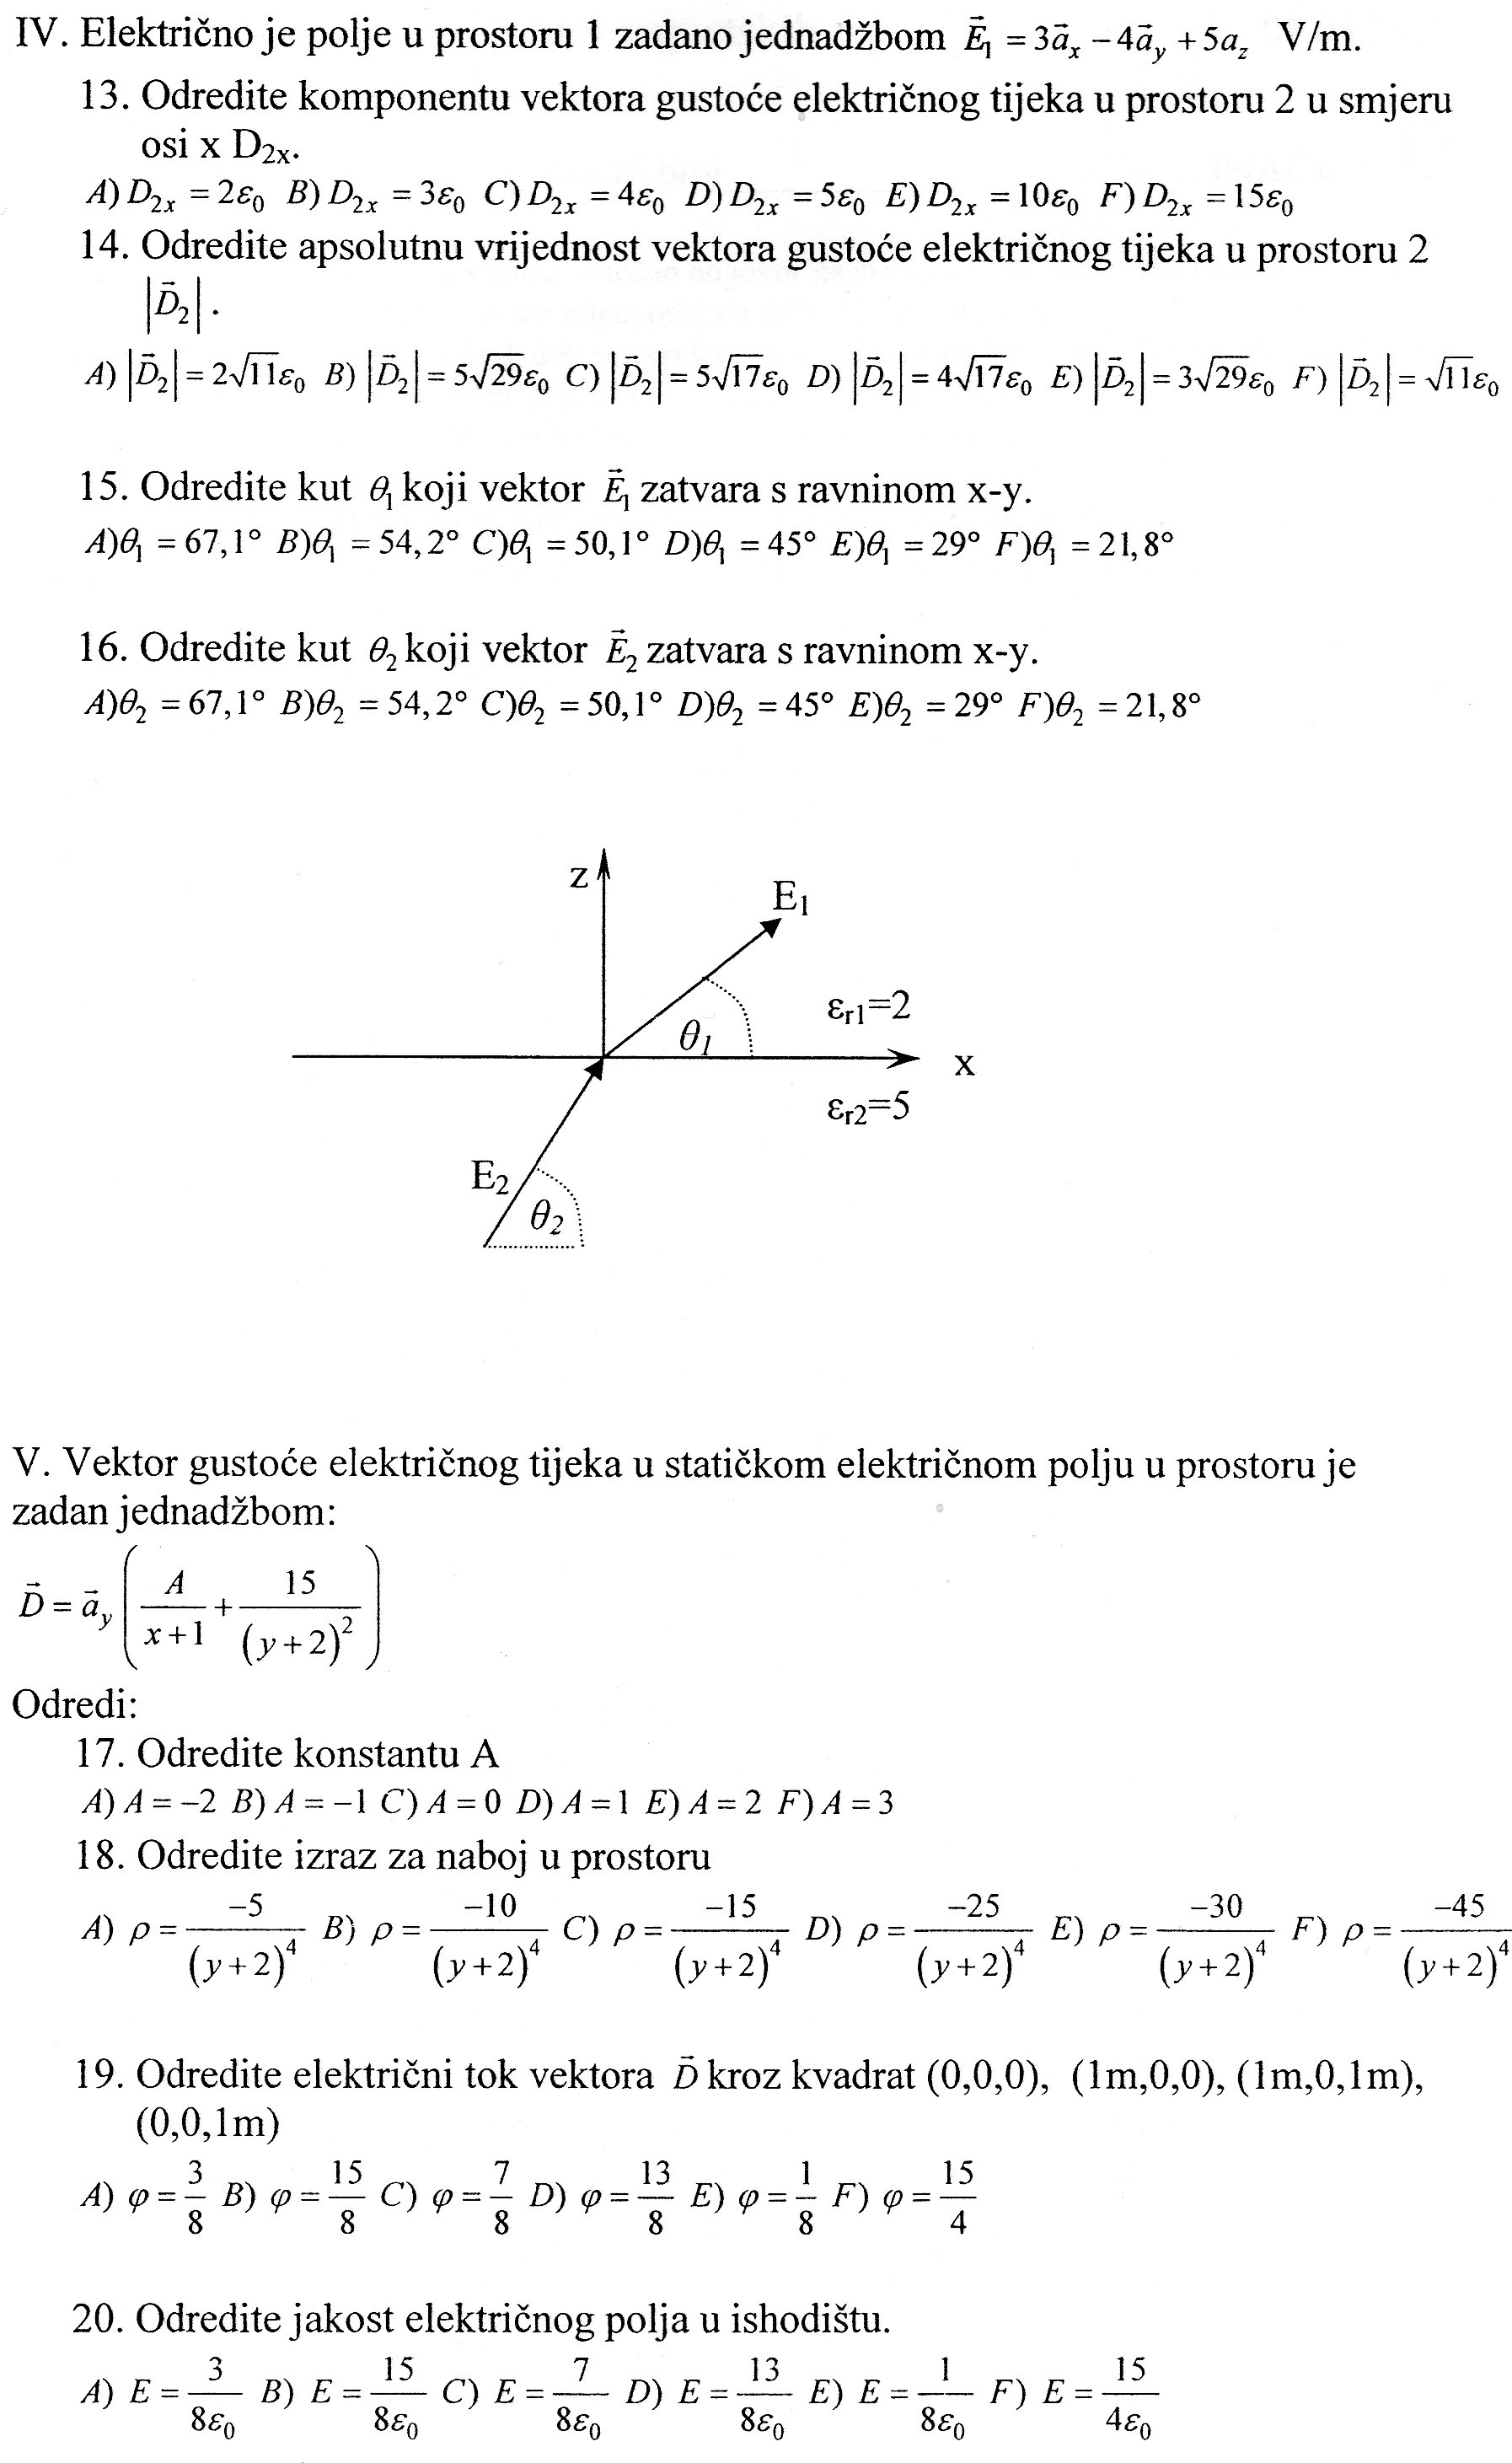 IV. Električno je polje u prostoru 1 zadano jednadžbom $\vec{E}_1 = 3\vec{a}_x - 4\vec{a}_y + 5a_z$ V/m.
13. Odredite komponentu vektora gustoće električnog tijeka u prostoru 2 u smjeru
osi x D₂ₓ.
A) $D_{2x} = 2\varepsilon_0$ B) $D_{2x} = 3\varepsilon_0$ C) $D_{2x} = 4\varepsilon_0$ D) $D_{2x} = 5\varepsilon_0$ E) $D_{2x} = 10\varepsilon_0$ F) $D_{2x} = 15\varepsilon_0$
14. Odredite apsolutnu vrijednost vektora gustoće električnog tijeka u prostoru 2
$|\vec{D}_2|$.
A) $|\vec{D}_2| = 2\sqrt{11}\varepsilon_0$ B) $|\vec{D}_2| = 5\sqrt{29}\varepsilon_0$ C) $|\vec{D}_2| = 5\sqrt{17}\varepsilon_0$ D) $|\vec{D}_2| = 4\sqrt{17}\varepsilon_0$ E) $|\vec{D}_2| = 3\sqrt{29}\varepsilon_0$ F) $|\vec{D}_2| = \sqrt{11}\varepsilon_0$
15. Odredite kut $\theta_1$ koji vektor $\vec{E}_1$ zatvara s ravninom x-y.
A) $\theta_1 = 67,1°$ B) $\theta_1 = 54,2°$ C) $\theta_1 = 50,1°$ D) $\theta_1 = 45°$ E) $\theta_1 = 29°$ F) $\theta_1 = 21,8°$
16. Odredite kut $\theta_2$ koji vektor $\vec{E}_2$ zatvara s ravninom x-y.
A) $\theta_2 = 67,1°$ B) $\theta_2 = 54,2°$ C) $\theta_2 = 50,1°$ D) $\theta_2 = 45°$ E) $\theta_2 = 29°$ F) $\theta_2 = 21,8°$
z
E₁
εr1=2
θ₁
x
εr2=5
E₂
θ₂
V. Vektor gustoće električnog tijeka u statičkom električnom polju u prostoru je
zadan jednadžbom:
$\vec{D} = \vec{a}_y \left( \frac{A}{x+1} + \frac{15}{(y+2)^2} \right)$
Odredi:
17. Odredite konstantu A
A) A = −2 B) A = −1 C) A = 0 D) A = 1 E) A = 2 F) A = 3
18. Odredite izraz za naboj u prostoru
A) $\rho = \frac{-5}{(y+2)^4}$ B) $\rho = \frac{-10}{(y+2)^4}$ C) $\rho = \frac{-15}{(y+2)^4}$ D) $\rho = \frac{-25}{(y+2)^4}$ E) $\rho = \frac{-30}{(y+2)^4}$ F) $\rho = \frac{-45}{(y+2)^4}$
19. Odredite električni tok vektora $\vec{D}$ kroz kvadrat (0,0,0), (1m,0,0), (1m,0,1m),
(0,0,1m)
A) $\varphi = \frac{3}{8}$ B) $\varphi = \frac{15}{8}$ C) $\varphi = \frac{7}{8}$ D) $\varphi = \frac{13}{8}$ E) $\varphi = \frac{1}{8}$ F) $\varphi = \frac{15}{4}$
20. Odredite jakost električnog polja u ishodištu.
A) $E = \frac{3}{8\varepsilon_0}$ B) $E = \frac{15}{8\varepsilon_0}$ C) $E = \frac{7}{8\varepsilon_0}$ D) $E = \frac{13}{8\varepsilon_0}$ E) $E = \frac{1}{8\varepsilon_0}$ F) $E = \frac{15}{4\varepsilon_0}$